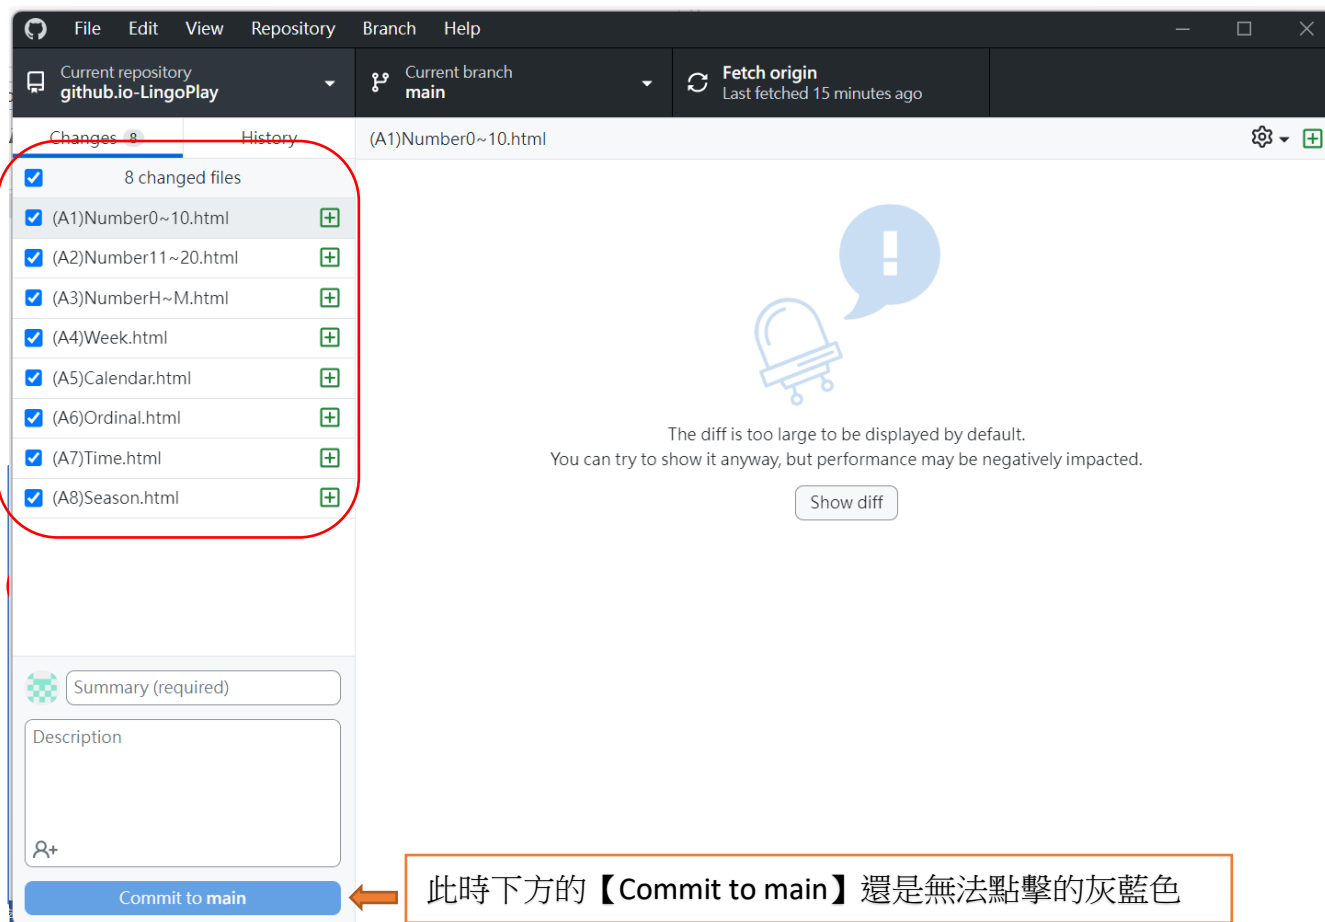 File Edit View Repository Branch Help
Current repository
github.io-LingoPlay
Current branch
main
Fetch origin
Last fetched 15 minutes ago
Changes 8 History
(A1)Number0~10.html
8 changed files
(A1)Number0~10.html
(A2)Number11~20.html
(A3)NumberH~M.html
(A4)Week.html
(A5)Calendar.html
(A6)Ordinal.html
(A7)Time.html
(A8)Season.html
The diff is too large to be displayed by default.
You can try to show it anyway, but performance may be negatively impacted.
Show diff
Summary (required)
Description
Commit to main
此時下方的【Commit to main】還是無法點擊的灰藍色